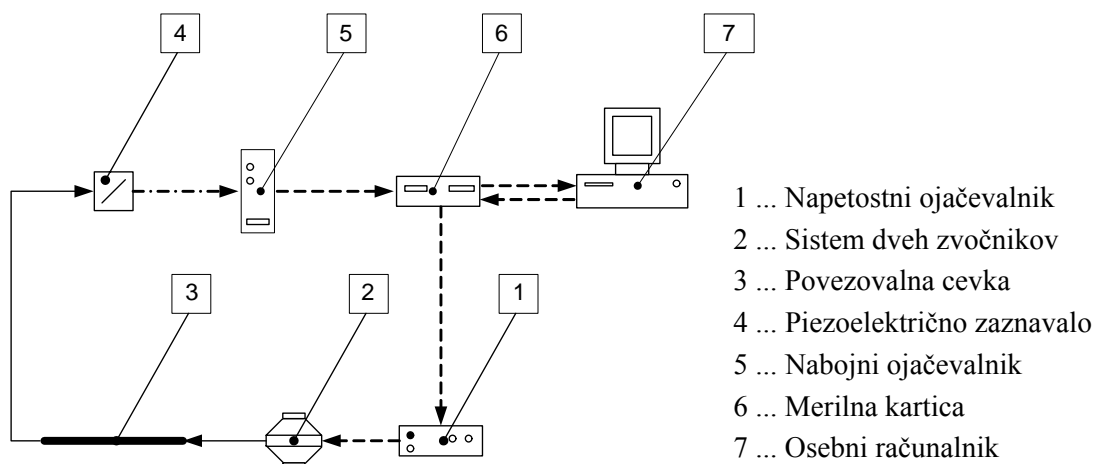 4 5 6 7
1 ... Napetostni ojačevalnik
2 ... Sistem dveh zvočnikov
3 ... Povezovalna cevka
4 ... Piezoelektrično zaznavalo
5 ... Nabojni ojačevalnik
6 ... Merilna kartica
7 ... Osebni računalnik
3 2 1